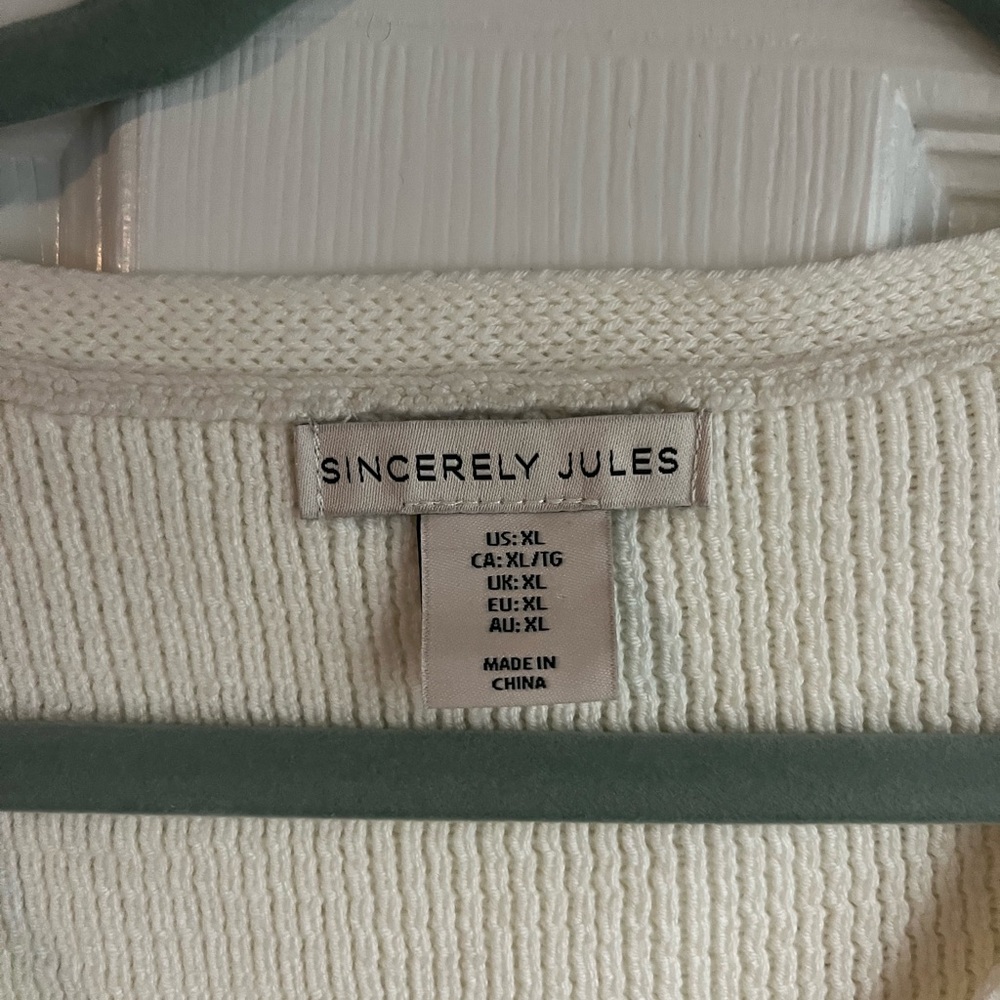 SINCERELY JULES
US: XL
CA: XL/TG
UK: XL
EU: XL
AU: XL
MADE IN
CHINA